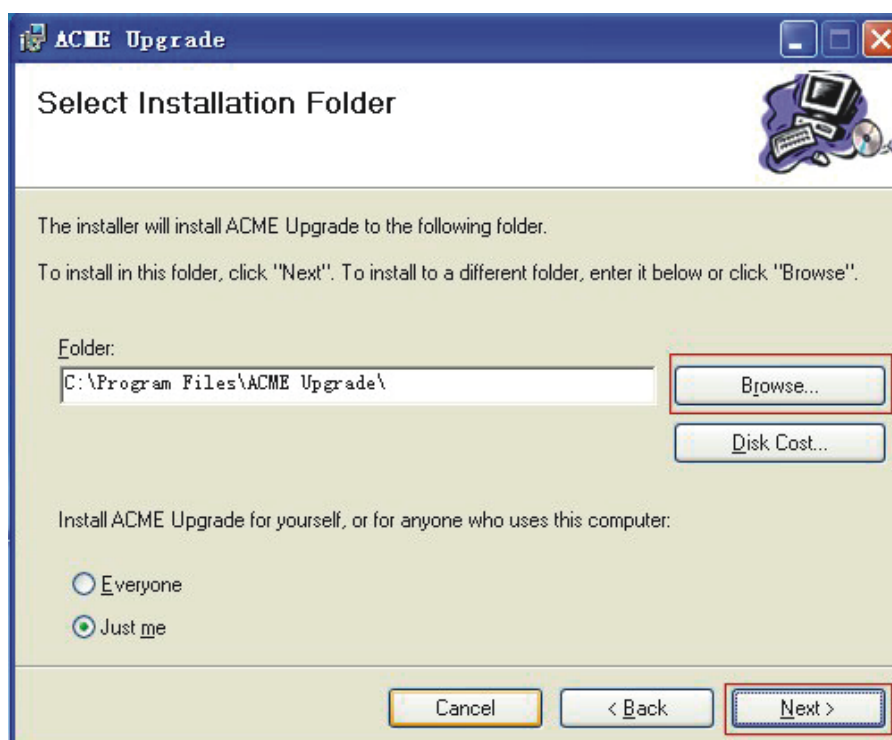 ACME Upgrade
Select Installation Folder
The installer will install ACME Upgrade to the following folder.
To install in this folder, click "Next". To install to a different folder, enter it below or click "Browse".
Folder:
C:\Program Files\ACME Upgrade\
Browse...
Disk Cost...
Install ACME Upgrade for yourself, or for anyone who uses this computer:
Everyone
Just me
Cancel
< Back
Next >